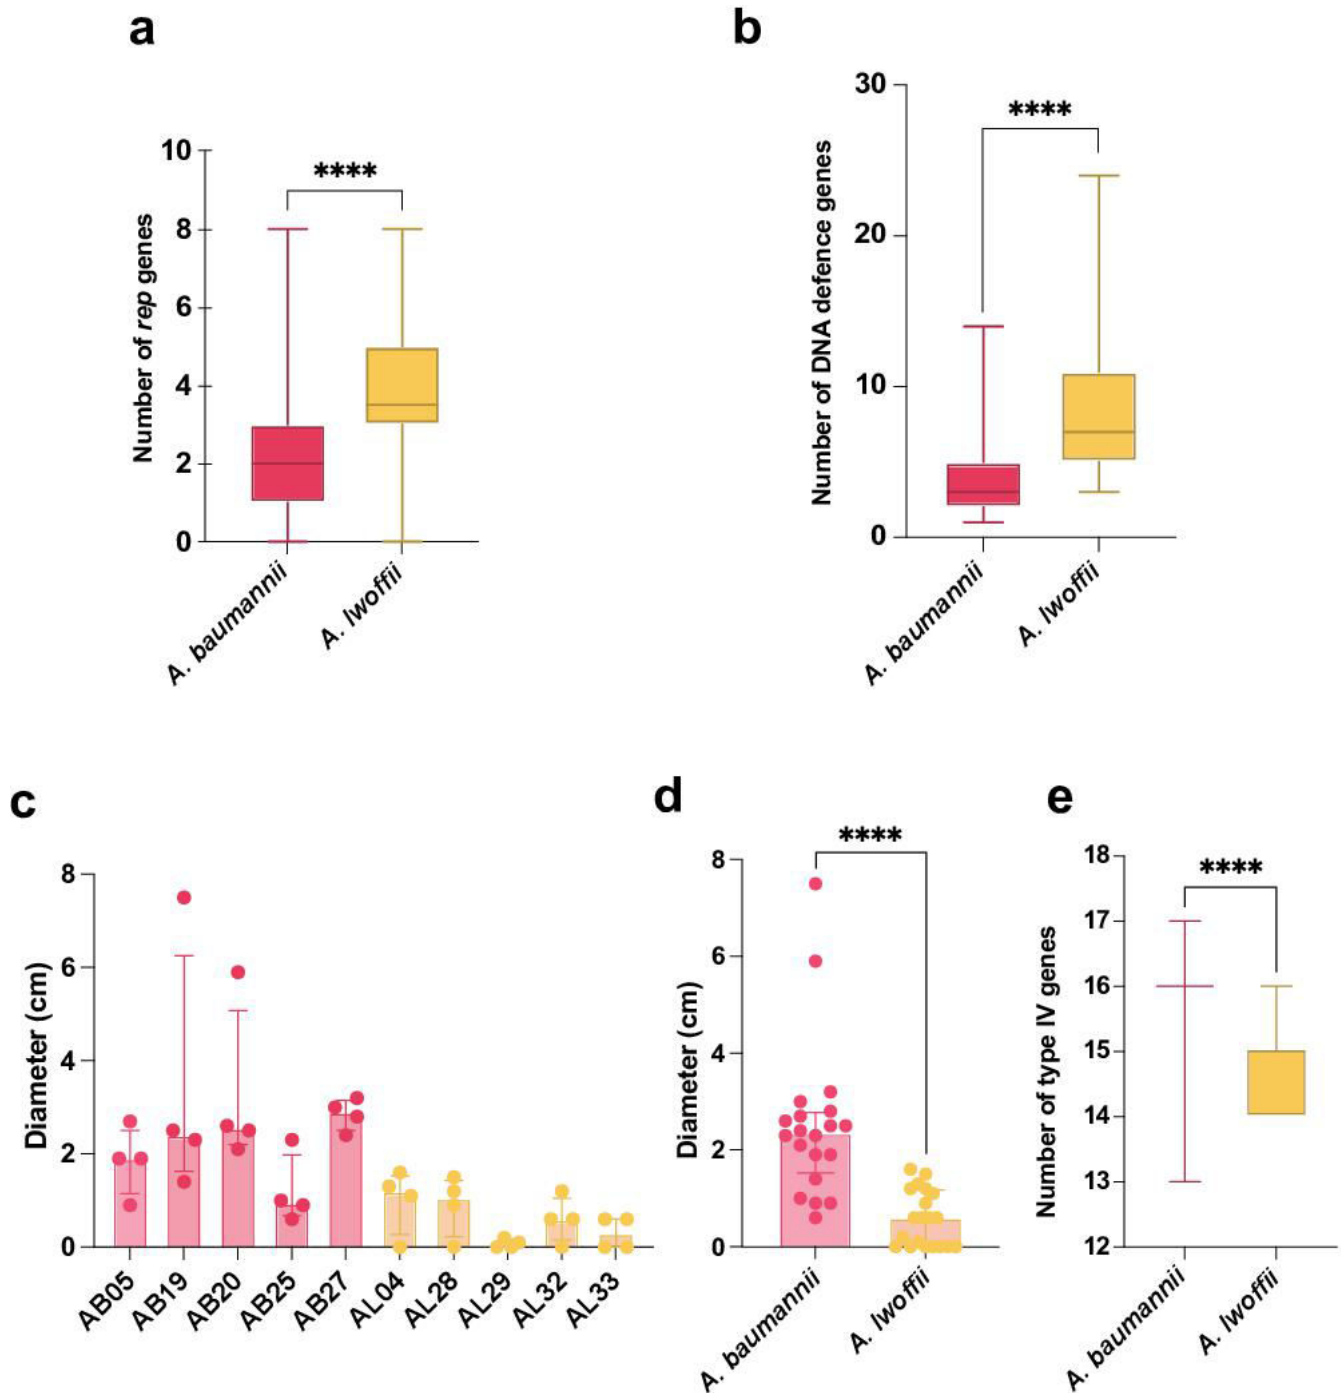 a
10
8
6
4
2
0
Number of rep genes
****
A. baumannii
A. lwoffii
b
30
20
10
0
Number of DNA defence genes
****
A. baumannii
A. lwoffii
c
8
6
4
2
0
Diameter (cm)
AB05
AB19
AB20
AB25
AB27
AL04
AL28
AL29
AL32
AL33
d
8
6
4
2
0
Diameter (cm)
****
A. baumannii
A. lwoffii
e
18
17
16
15
14
13
12
Number of type IV genes
****
A. baumannii
A. lwoffii